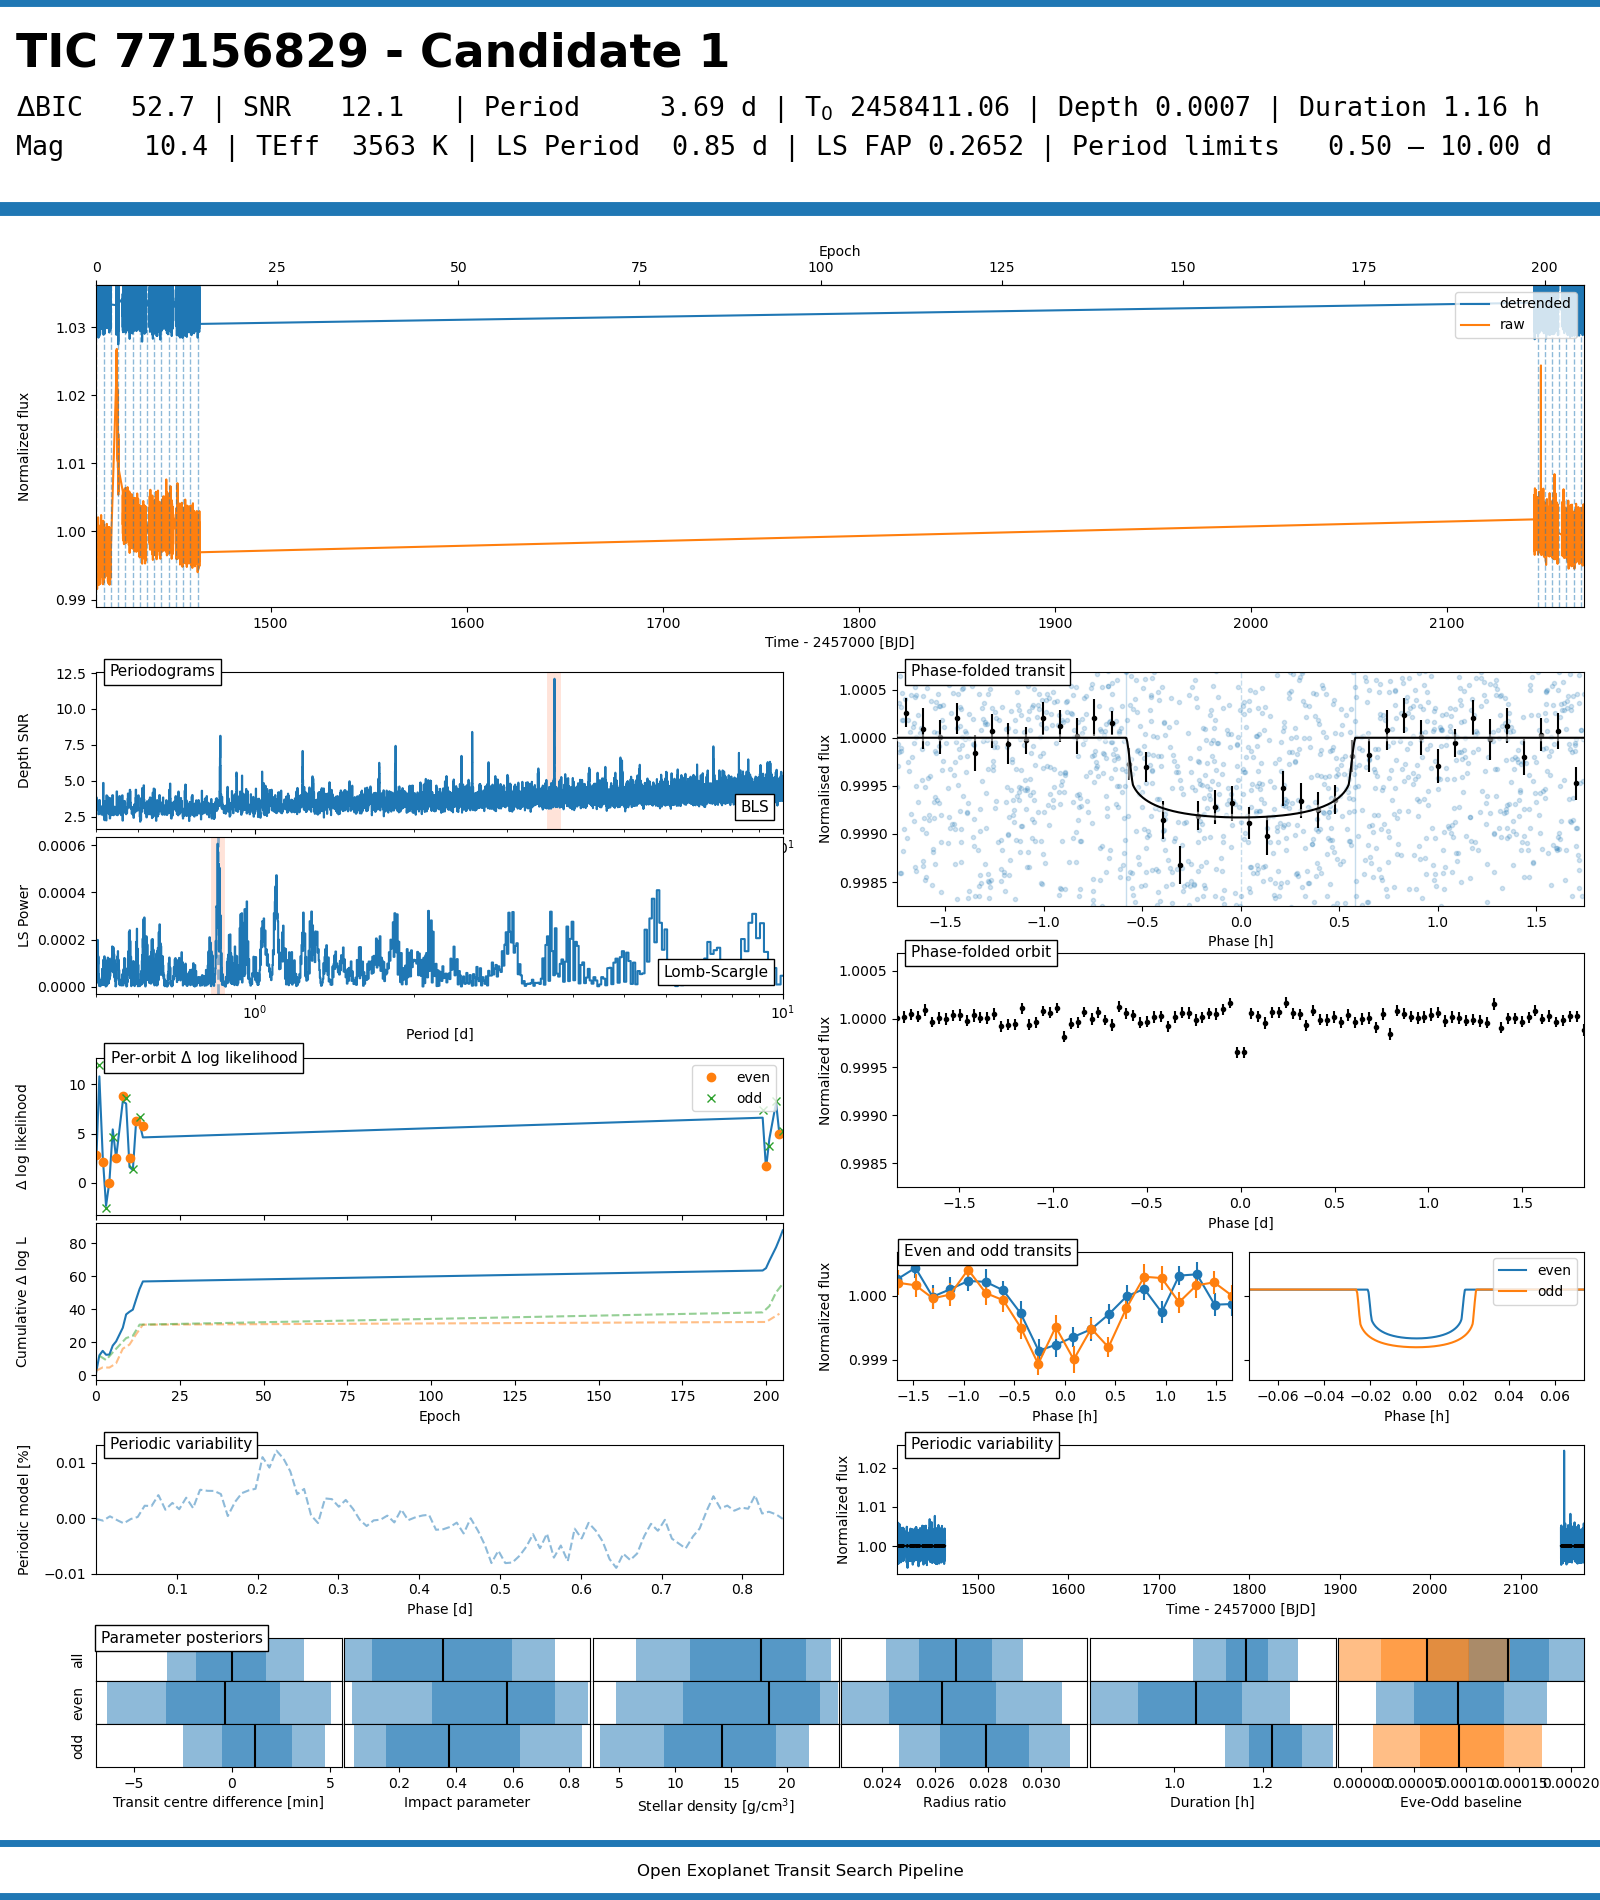 TIC 77156829 - Candidate 1
ΔBIC 52.7 | SNR 12.1 | Period 3.69 d | T0 2458411.06 | Depth 0.0007 | Duration 1.16 h
Mag 10.4 | TEff 3563 K | LS Period 0.85 d | LS FAP 0.2652 | Period limits 0.50 — 10.00 d
Epoch
0 25 50 75 100 125 150 175 200
detrended
raw
Normalized flux
1.03
1.02
1.01
1.00
0.99
1500 1600 1700 1800 1900 2000 2100
Time - 2457000 [BJD]
Periodograms
Depth SNR
12.5
10.0
7.5
5.0
2.5
BLS
10^1
LS Power
0.0006
0.0004
0.0002
0.0000
Lomb-Scargle
10^0 10^1
Period [d]
Phase-folded transit
Normalised flux
1.0005
1.0000
0.9995
0.9990
0.9985
−1.5 −1.0 −0.5 0.0 0.5 1.0 1.5
Phase [h]
Phase-folded orbit
Normalized flux
1.0005
1.0000
0.9995
0.9990
0.9985
−1.5 −1.0 −0.5 0.0 0.5 1.0 1.5
Phase [d]
Per-orbit Δ log likelihood
Δ log likelihood
10
5
0
even
odd
Cumulative Δ log L
80
60
40
20
0
0 25 50 75 100 125 150 175 200
Epoch
Even and odd transits
Normalized flux
1.000
0.999
−1.5 −1.0 −0.5 0.0 0.5 1.0 1.5
Phase [h]
even
odd
−0.06 −0.04 −0.02 0.00 0.02 0.04 0.06
Phase [h]
Periodic variability
Periodic model [%]
0.01
0.00
−0.01
0.1 0.2 0.3 0.4 0.5 0.6 0.7 0.8
Phase [d]
Periodic variability
Normalized flux
1.02
1.01
1.00
1500 1600 1700 1800 1900 2000 2100
Time - 2457000 [BJD]
Parameter posteriors
all
even
odd
−5 0 5
Transit centre difference [min]
0.2 0.4 0.6 0.8
Impact parameter
5 10 15 20
Stellar density [g/cm3]
0.024 0.026 0.028 0.030
Radius ratio
1.0 1.2
Duration [h]
0.00000 0.00005 0.00010 0.00015 0.00020
Eve-Odd baseline
Open Exoplanet Transit Search Pipeline